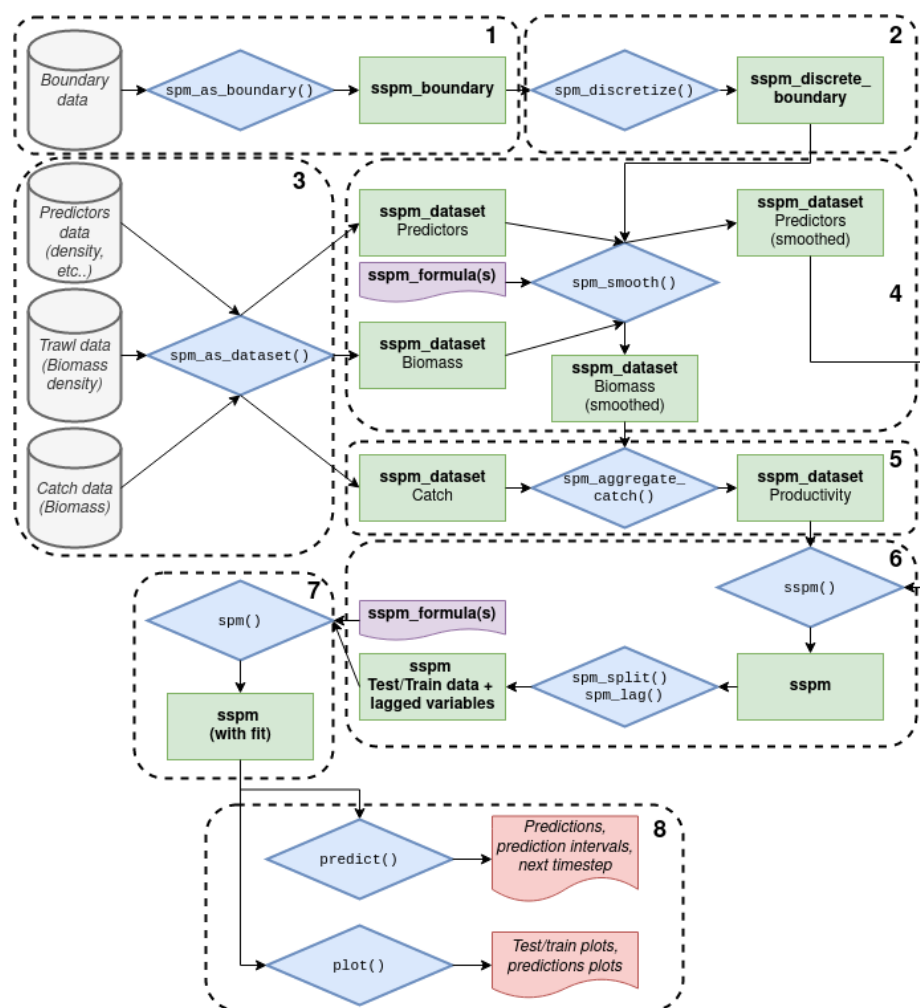 1
Boundary
data
spm_as_boundary()
sspm_boundary
2
spm_discretize()
sspm_discrete_
boundary
3
Predictors
data
(density,
etc..)
Trawl data
(Biomass
density)
Catch data
(Biomass)
spm_as_dataset()
4
sspm_dataset
Predictors
sspm_formula(s)
sspm_dataset
Biomass
spm_smooth()
sspm_dataset
Predictors
(smoothed)
sspm_dataset
Biomass
(smoothed)
5
sspm_dataset
Catch
spm_aggregate_
catch()
sspm_dataset
Productivity
6
sspm()
sspm
spm_split()
spm_lag()
sspm_formula(s)
sspm
Test/Train data +
lagged variables
7
spm()
sspm
(with fit)
8
predict()
Predictions,
prediction intervals,
next timestep
plot()
Test/train plots,
predictions plots